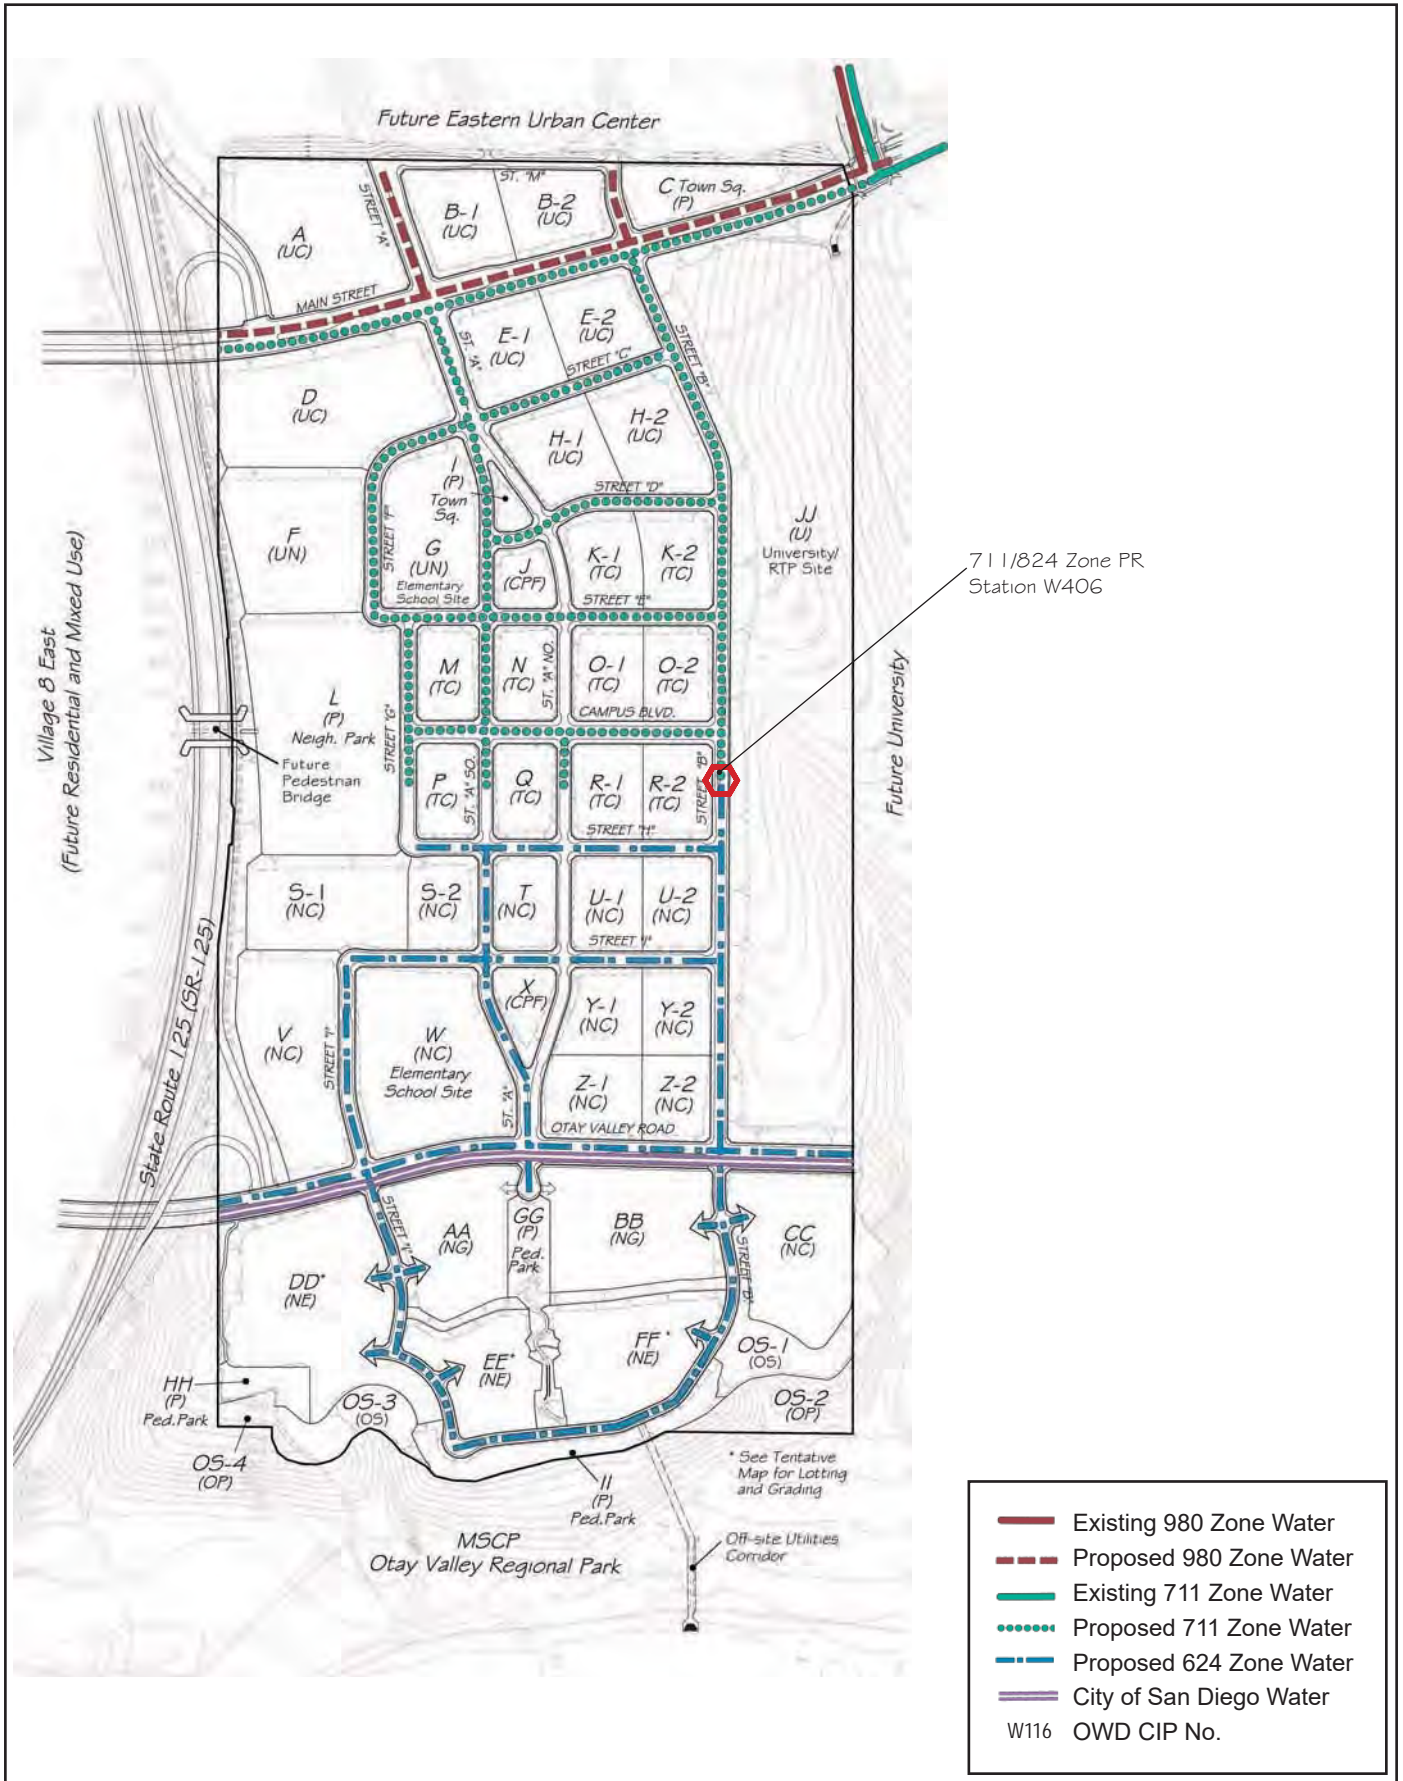 Future Eastern Urban Center
STREET "A"
ST. "M"
B-1
(UC)
B-2
(UC)
C Town Sq.
(P)
A
(UC)
MAIN STREET
E-1
(UC)
E-2
(UC)
ST. "A"
STREET "C"
STREET "B"
D
(UC)
H-1
(UC)
H-2
(UC)
I
(P)
Town
Sq.
STREET "D"
STREET "F"
F
(UN)
G
(UN)
Elementary
School Site
J
(CPF)
K-1
(TC)
K-2
(TC)
STREET "E"
JJ
(U)
University/
RTP Site
711/824 Zone PR
Station W406
Village 8 East
(Future Residential and Mixed Use)
Future University
L
(P)
Neigh. Park
M
(TC)
N
(TC)
ST. "A" NO.
O-1
(TC)
O-2
(TC)
CAMPUS BLVD.
STREET "G"
Future
Pedestrian
Bridge
P
(TC)
ST. "A" SO.
Q
(TC)
R-1
(TC)
R-2
(TC)
STREET "B"
STREET "H"
S-1
(NC)
S-2
(NC)
T
(NC)
U-1
(NC)
U-2
(NC)
STREET "I"
State Route 125 (SR-125)
V
(NC)
STREET "I"
W
(NC)
Elementary
School Site
X
(CPF)
Y-1
(NC)
Y-2
(NC)
Z-1
(NC)
Z-2
(NC)
ST. "A"
OTAY VALLEY ROAD
STREET "I"
AA
(NG)
GG
(P)
Ped.
Park
BB
(NG)
CC
(NC)
STREET "B"
DD*
(NE)
EE*
(NE)
FF *
(NE)
OS-1
(OS)
OS-2
(OP)
HH
(P)
Ped.Park
OS-3
(OS)
OS-4
(OP)
II
(P)
Ped.Park
* See Tentative
Map for Lotting
and Grading
MSCP
Otay Valley Regional Park
Off-site Utilities
Corridor
Existing 980 Zone Water
Proposed 980 Zone Water
Existing 711 Zone Water
Proposed 711 Zone Water
Proposed 624 Zone Water
City of San Diego Water
W116 OWD CIP No.